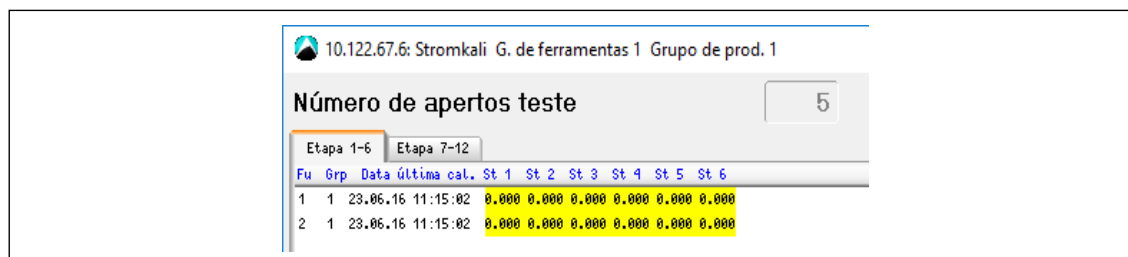 10.122.67.6: Stromkali G. de ferramentas 1 Grupo de prod. 1
Número de apertos teste 5
Etapa 1-6 Etapa 7-12
Fu Grp Data última cal. St 1 St 2 St 3 St 4 St 5 St 6
1 1 23.06.16 11:15:02 0.000 0.000 0.000 0.000 0.000 0.000
2 1 23.06.16 11:15:02 0.000 0.000 0.000 0.000 0.000 0.000